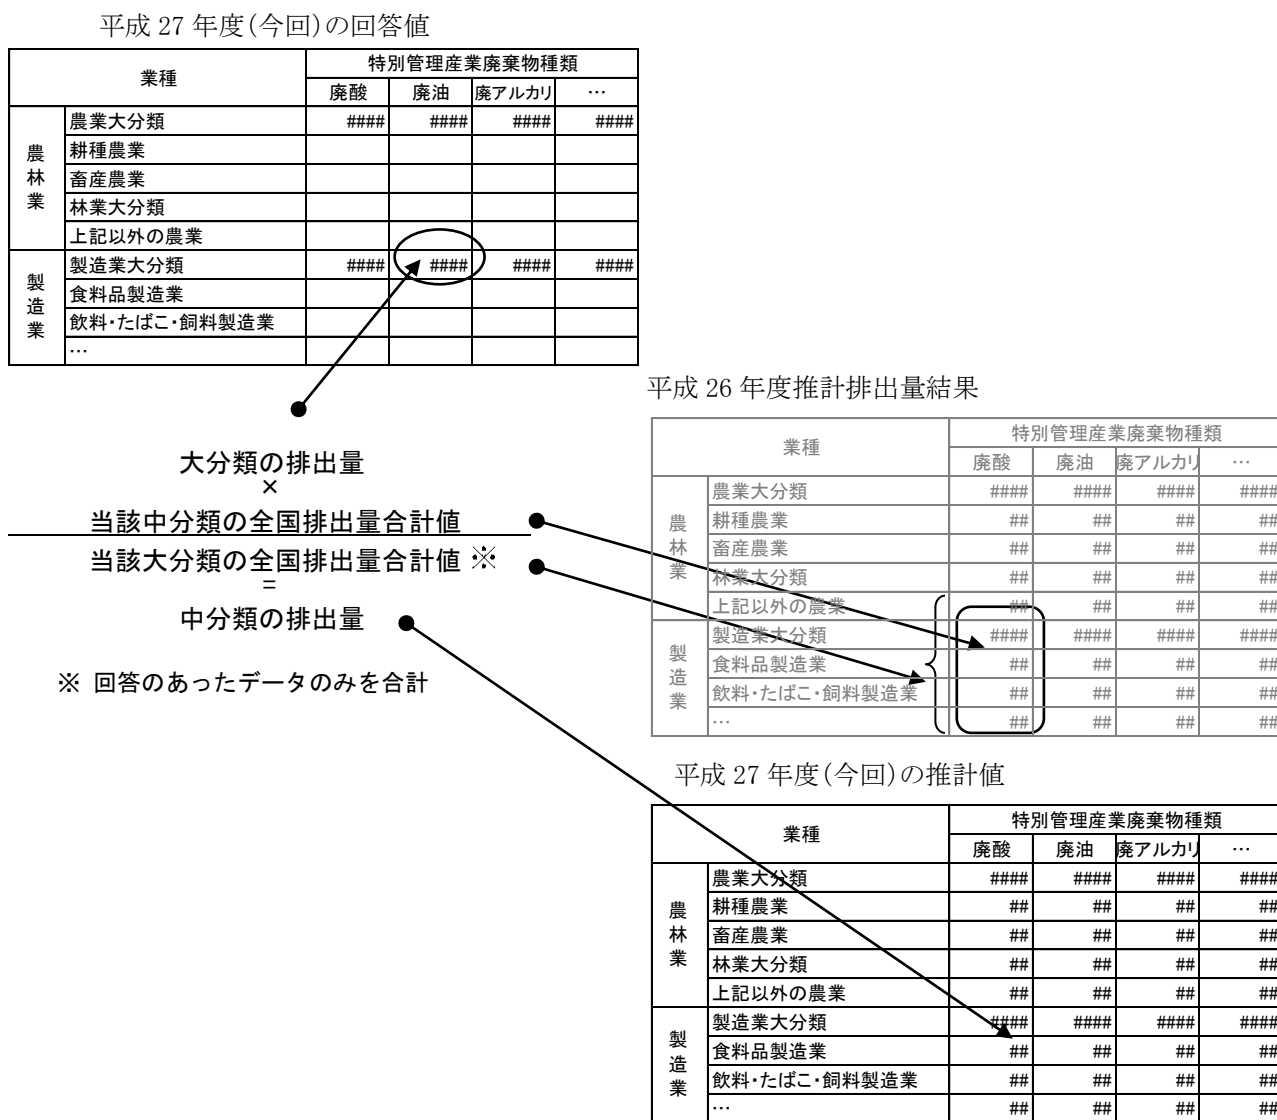 平成 27 年度(今回)の回答値
業種 特別管理産業廃棄物種類
廃酸 廃油 廃アルカリ …
農林業
農業大分類 #### #### #### ####
耕種農業
畜産農業
林業大分類
上記以外の農業
製造業
製造業大分類 #### #### #### ####
食料品製造業
飲料・たばこ・飼料製造業
…
大分類の排出量
×
当該中分類の全国排出量合計値
当該大分類の全国排出量合計値 ※
=
中分類の排出量
※ 回答のあったデータのみを合計
平成 26 年度推計排出量結果
業種 特別管理産業廃棄物種類
廃酸 廃油 廃アルカリ …
農林業
農業大分類 #### #### #### ####
耕種農業 ## ## ## ##
畜産農業 ## ## ## ##
林業大分類 ## ## ## ##
上記以外の農業 ## ## ## ##
製造業
製造業大分類 #### #### #### ####
食料品製造業 ## ## ## ##
飲料・たばこ・飼料製造業 ## ## ## ##
… ## ## ## ##
平成 27 年度(今回)の推計値
業種 特別管理産業廃棄物種類
廃酸 廃油 廃アルカリ …
農林業
農業大分類 #### #### #### ####
耕種農業 ## ## ## ##
畜産農業 ## ## ## ##
林業大分類 ## ## ## ##
上記以外の農業 ## ## ## ##
製造業
製造業大分類 #### #### #### ####
食料品製造業 ## ## ## ##
飲料・たばこ・飼料製造業 ## ## ## ##
… ## ## ## ##